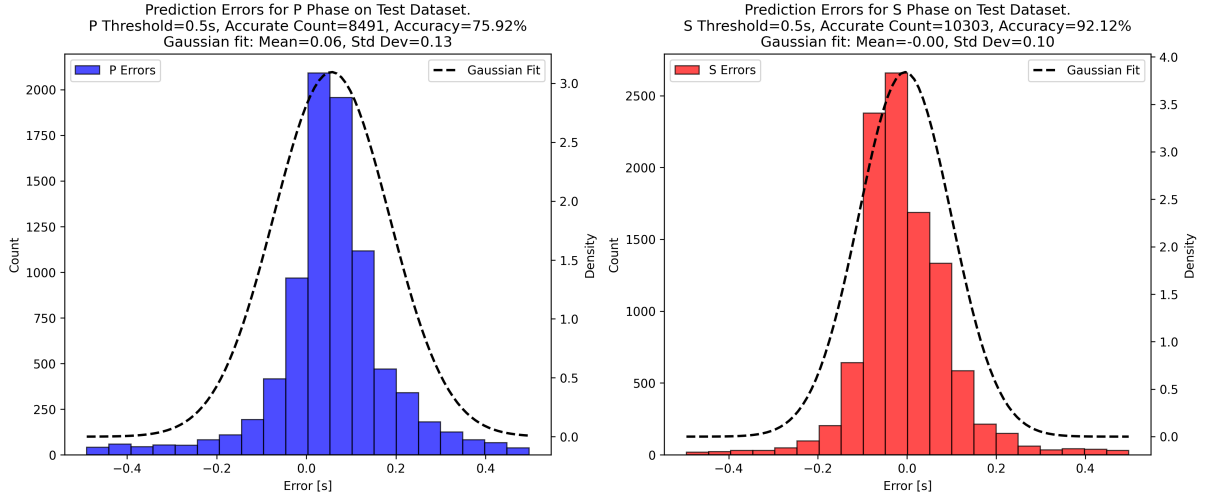 Prediction Errors for P Phase on Test Dataset.
P Threshold=0.5s, Accurate Count=8491, Accuracy=75.92%
Gaussian fit: Mean=0.06, Std Dev=0.13
P Errors
Gaussian Fit
2000
1750
1500
1250
1000
750
500
250
0
Count
3.0
2.5
2.0
1.5
1.0
0.5
0.0
Density
−0.4
−0.2
0.0
0.2
0.4
Error [s]
Prediction Errors for S Phase on Test Dataset.
S Threshold=0.5s, Accurate Count=10303, Accuracy=92.12%
Gaussian fit: Mean=-0.00, Std Dev=0.10
S Errors
Gaussian Fit
2500
2000
1500
1000
500
0
Count
4.0
3.5
3.0
2.5
2.0
1.5
1.0
0.5
0.0
Density
−0.4
−0.2
0.0
0.2
0.4
Error [s]